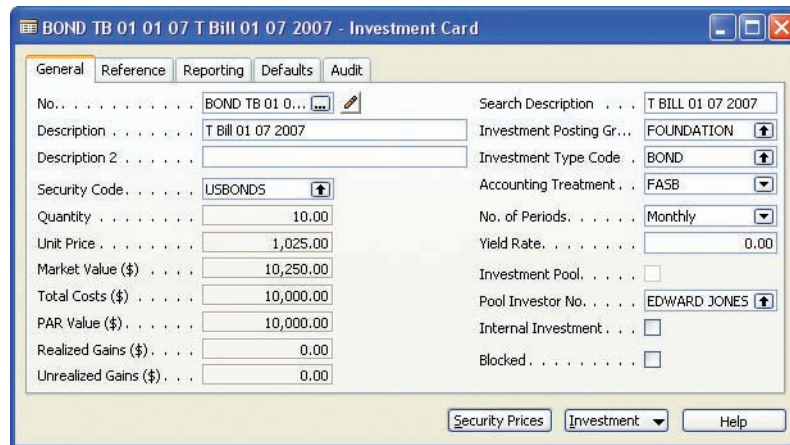 BOND TB 01 01 07 T Bill 01 07 2007 - Investment Card
General Reference Reporting Defaults Audit
No. . . . . . . . . . . . BOND TB 01 0... ...
Description . . . . . . . T Bill 01 07 2007
Description 2 . . . . . .
Security Code. . . . . . USBONDS
Quantity . . . . . . . . 10.00
Unit Price . . . . . . . . 1,025.00
Market Value ($) . . . . 10,250.00
Total Costs ($) . . . . . 10,000.00
PAR Value ($). . . . . . 10,000.00
Realized Gains ($) . . . . 0.00
Unrealized Gains ($). . . 0.00
Search Description . . . T BILL 01 07 2007
Investment Posting Gr... FOUNDATION
Investment Type Code . BOND
Accounting Treatment. . FASB
No. of Periods. . . . . . Monthly
Yield Rate. . . . . . . . 0.00
Investment Pool. . . . .
Pool Investor No. . . . . EDWARD JONES
Internal Investment . . .
Blocked . . . . . . . . .
Security Prices Investment Help